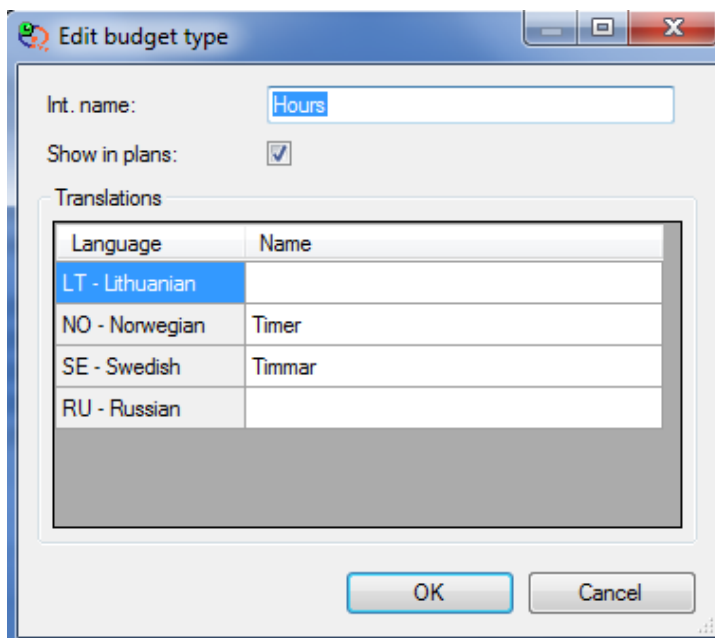 Edit budget type
Int. name: Hours
Show in plans:
Translations
Language Name
LT - Lithuanian
NO - Norwegian Timer
SE - Swedish Timmar
RU - Russian
OK Cancel